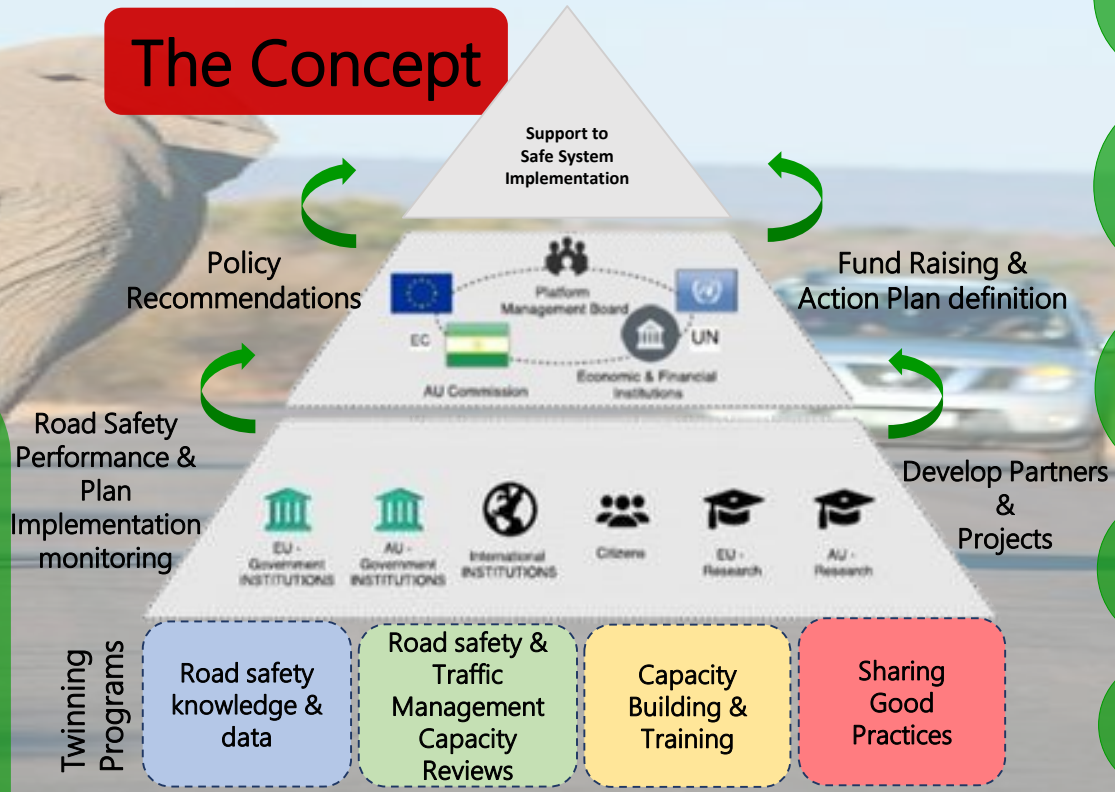 The Concept
Support to
Safe System
Implementation
Policy
Recommendations
Fund Raising &
Action Plan definition
Platform
Management Board
EC
UN
AU Commission
Economic & Financial
Institutions
Road Safety
Performance &
Plan
Implementation
monitoring
Develop Partners
&
Projects
EU -
Government
INSTITUTIONS
AU -
Government
INSTITUTIONS
International
INSTITUTIONS
Citizens
EU -
Research
AU -
Research
Twinning
Programs
Road safety
knowledge &
data
Road safety &
Traffic
Management
Capacity
Reviews
Capacity
Building &
Training
Sharing
Good
Practices